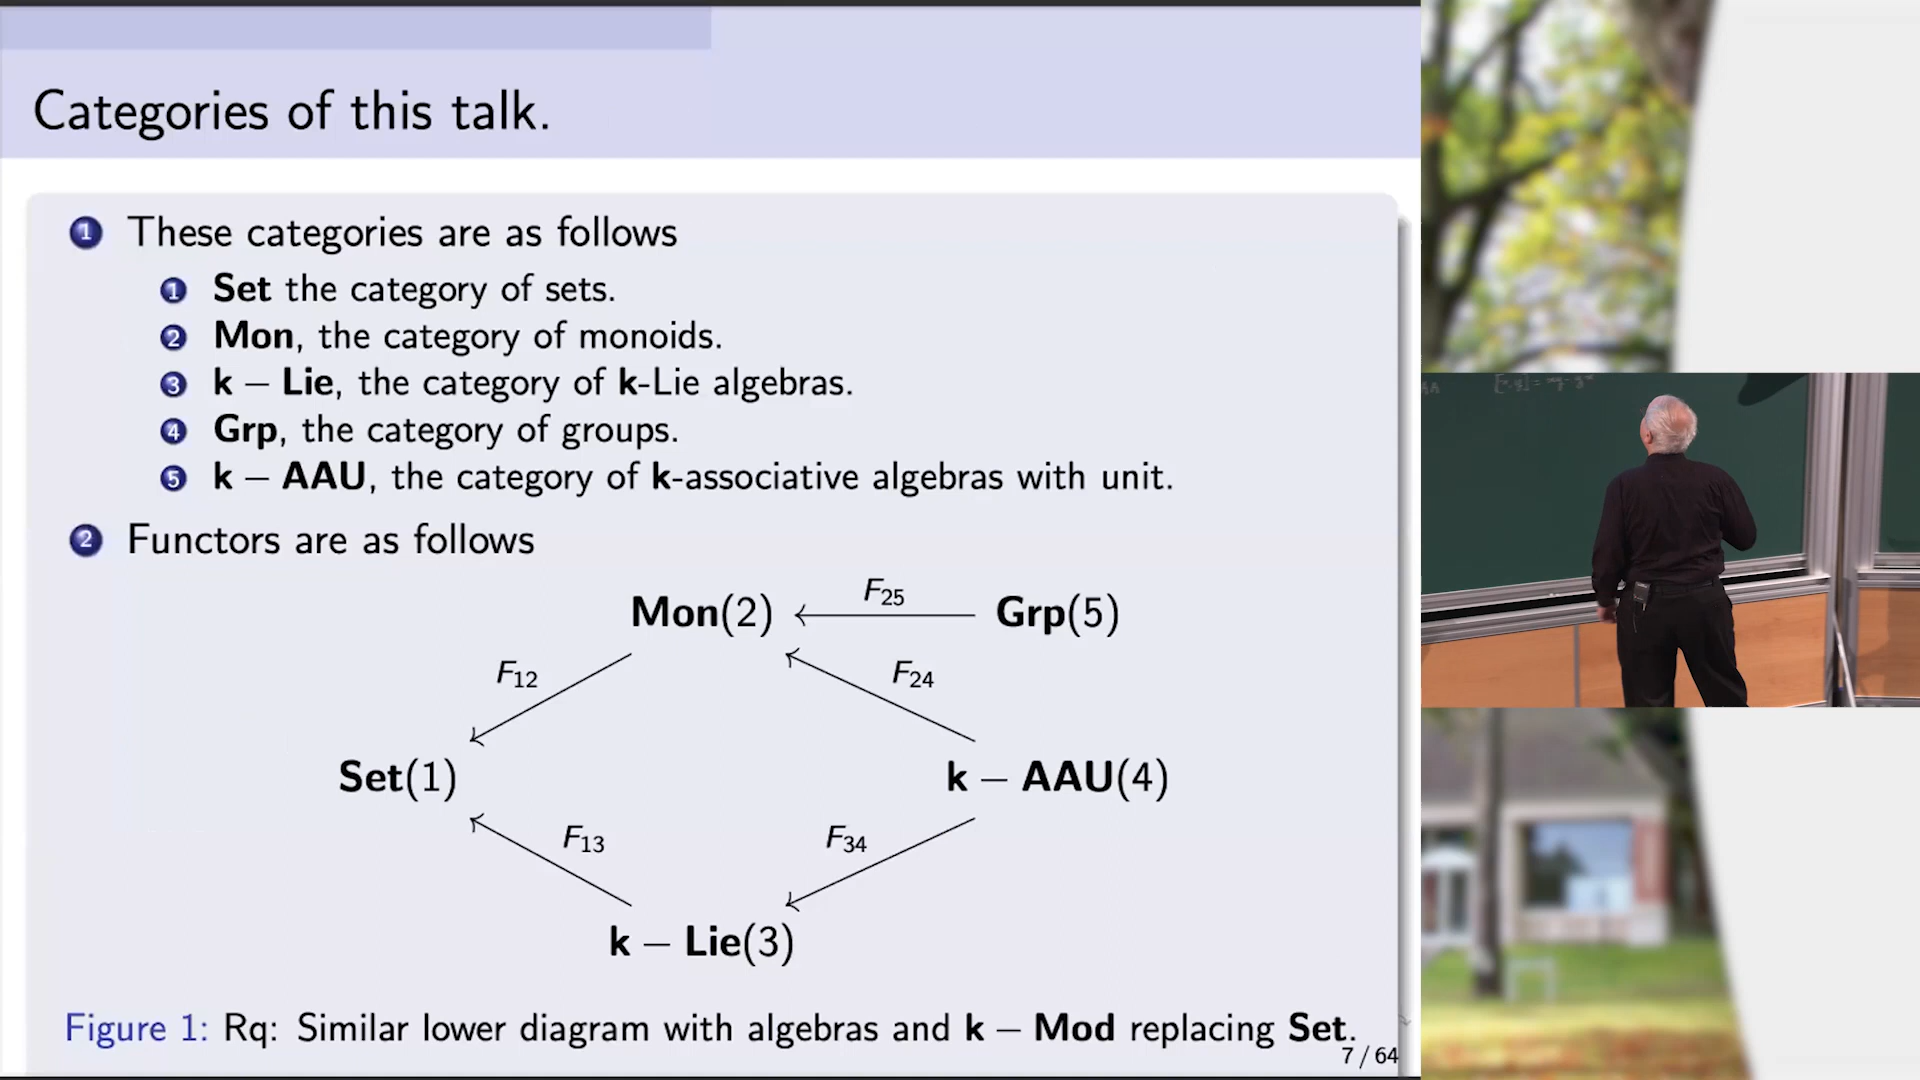 Categories of this talk.
1 These categories are as follows
1 Set the category of sets.
2 Mon, the category of monoids.
3 k – Lie, the category of k-Lie algebras.
4 Grp, the category of groups.
5 k – AAU, the category of k-associative algebras with unit.
2 Functors are as follows
Mon(2) F25 Grp(5)
F12 F24
Set(1) k – AAU(4)
F13 F34
k – Lie(3)
Figure 1: Rq: Similar lower diagram with algebras and k – Mod replacing Set.
7 / 64